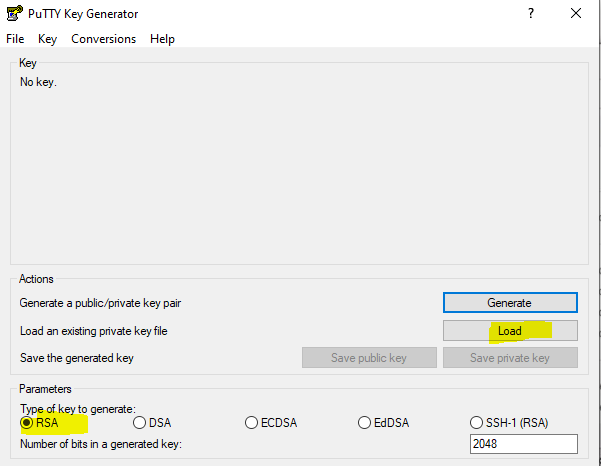 PuTTY Key Generator ? ×
File Key Conversions Help
Key
No key.
Actions
Generate a public/private key pair Generate
Load an existing private key file Load
Save the generated key Save public key Save private key
Parameters
Type of key to generate:
RSA DSA ECDSA EdDSA SSH-1 (RSA)
Number of bits in a generated key: 2048